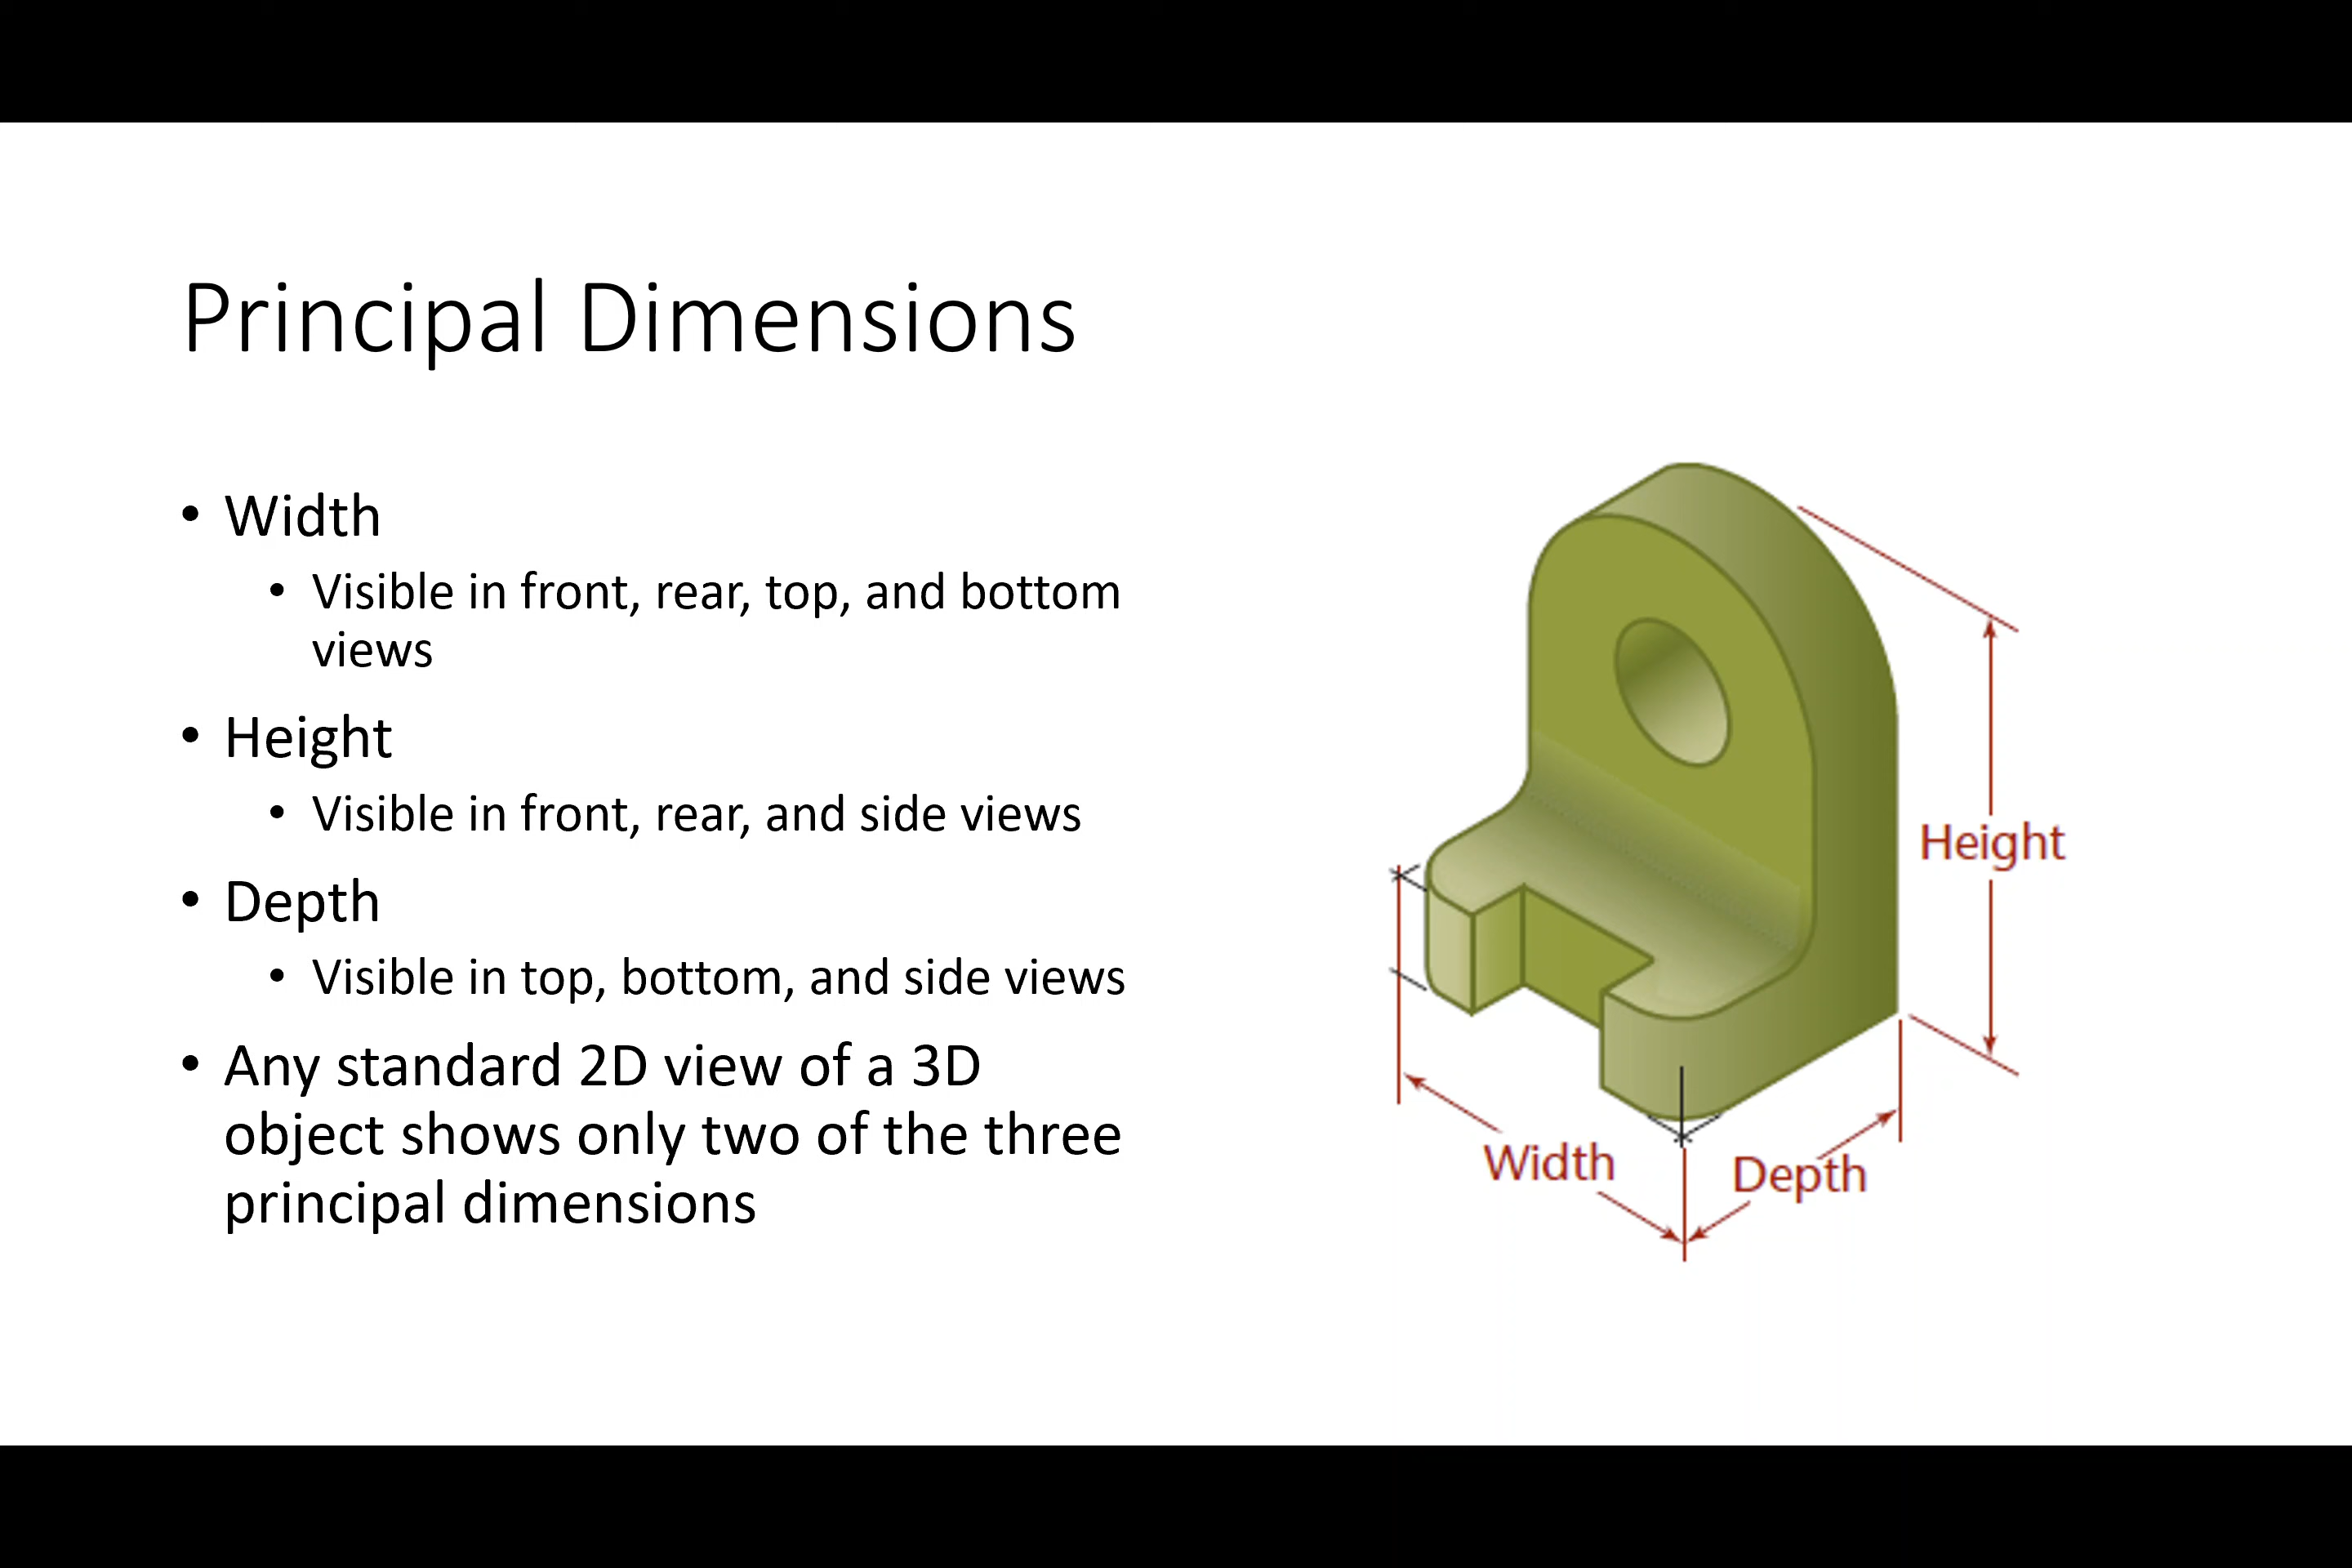 Principal Dimensions
• Width
• Visible in front, rear, top, and bottom
views
• Height
• Visible in front, rear, and side views
• Depth
• Visible in top, bottom, and side views
• Any standard 2D view of a 3D
object shows only two of the three
principal dimensions
Height
Width
Depth